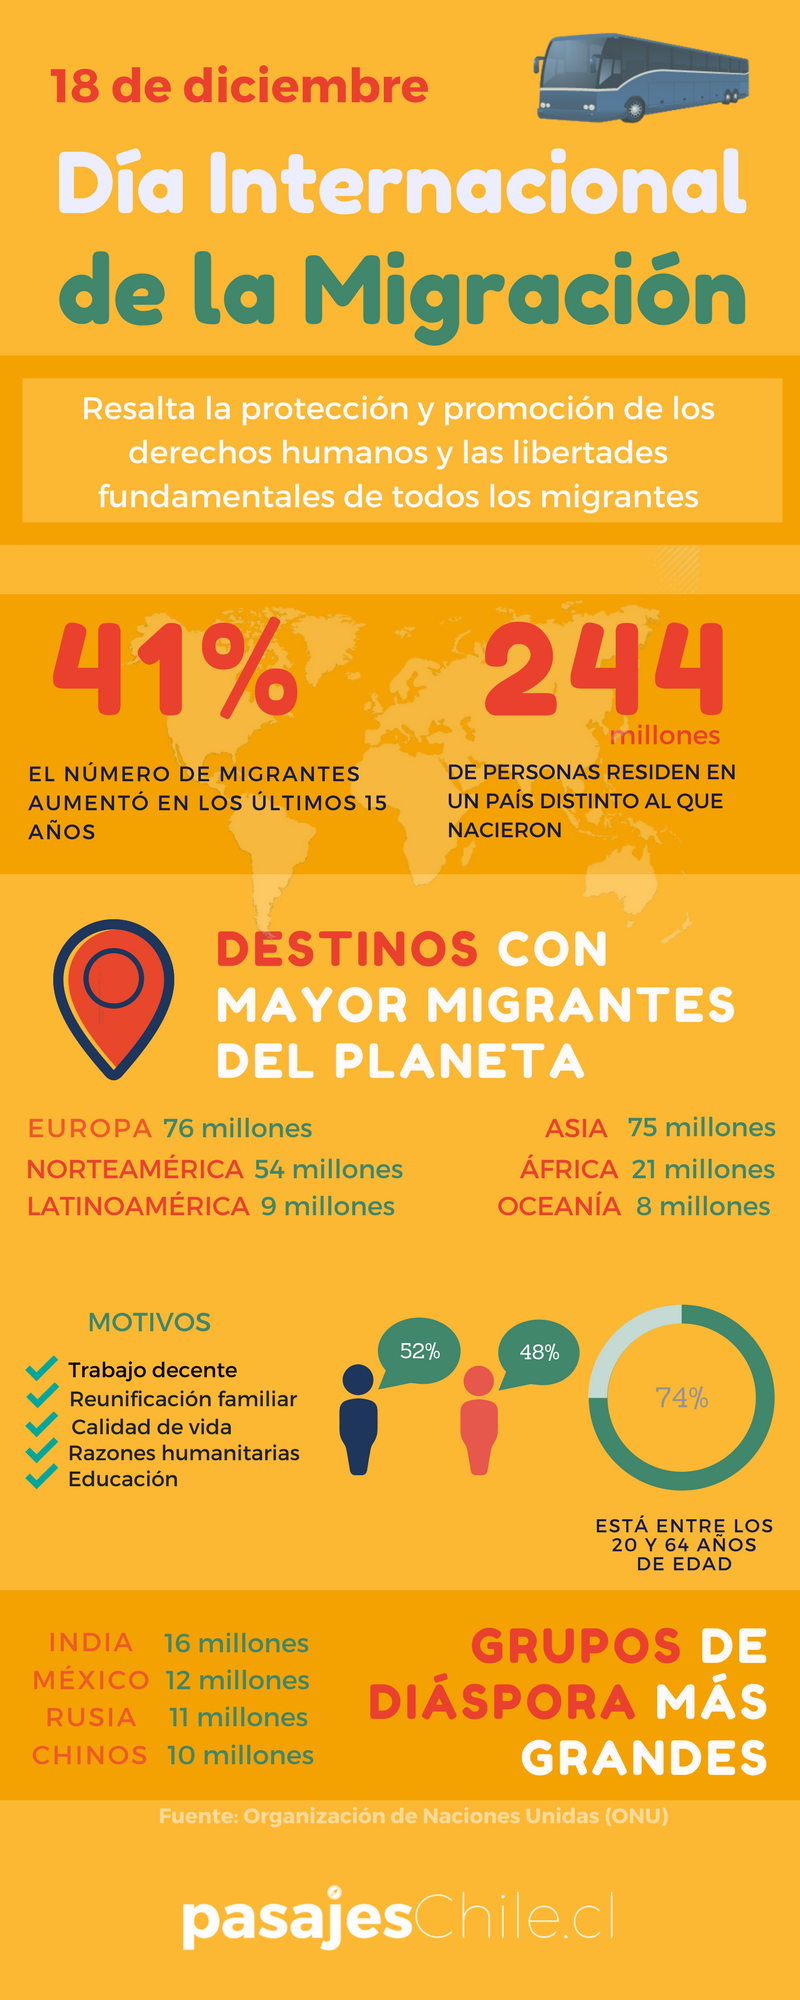 18 de diciembre
Día Internacional
de la Migración
Resalta la protección y promoción de los
derechos humanos y las libertades
fundamentales de todos los migrantes
41%
EL NÚMERO DE MIGRANTES
AUMENTÓ EN LOS ÚLTIMOS 15
AÑOS
244
millones
DE PERSONAS RESIDEN EN
UN PAÍS DISTINTO AL QUE
NACIERON
DESTINOS CON
MAYOR MIGRANTES
DEL PLANETA
EUROPA 76 millones
NORTEAMÉRICA 54 millones
LATINOAMÉRICA 9 millones
ASIA 75 millones
ÁFRICA 21 millones
OCEANÍA 8 millones
MOTIVOS
Trabajo decente
Reunificación familiar
Calidad de vida
Razones humanitarias
Educación
52%
48%
74%
ESTÁ ENTRE LOS
20 Y 64 AÑOS
DE EDAD
INDIA 16 millones
MÉXICO 12 millones
RUSIA 11 millones
CHINOS 10 millones
GRUPOS DE
DIÁSPORA MÁS
GRANDES
Fuente: Organización de Naciones Unidas (ONU)
pasajesChile.cl